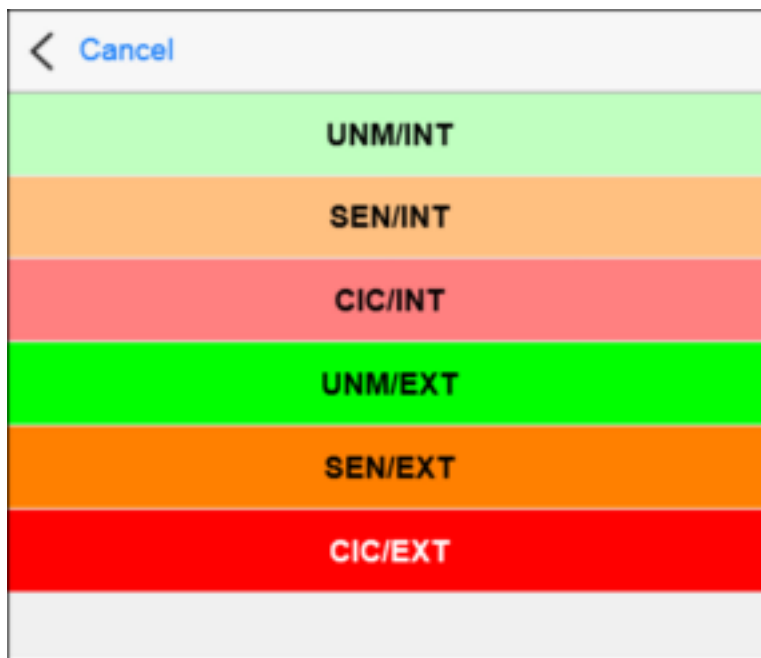 Cancel
UNM/INT
SEN/INT
CIC/INT
UNM/EXT
SEN/EXT
CIC/EXT